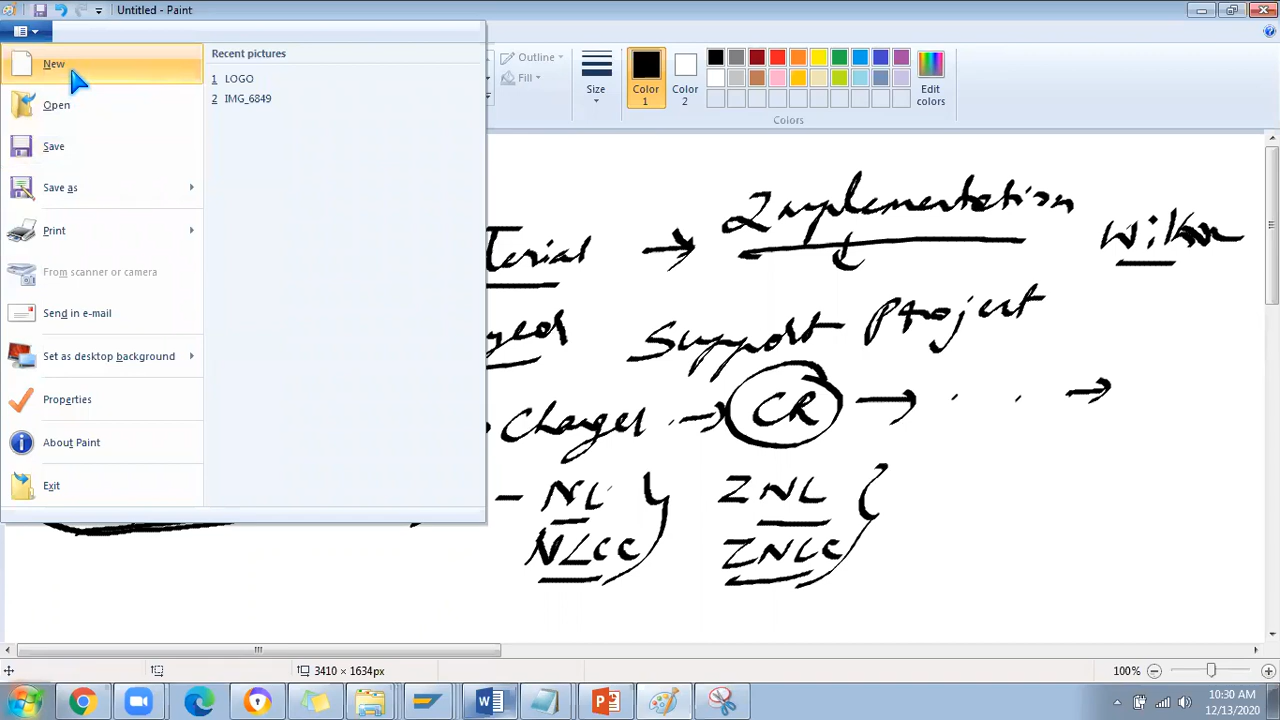 Untitled - Paint
New
Open
Save
Save as
Print
From scanner or camera
Send in e-mail
Set as desktop background
Properties
About Paint
Exit
Recent pictures
1 LOGO
2 IMG_6849
Outline
Fill
Size
Color 1
Color 2
Edit colors
Colors
terial → Implementation
Support Project
Changes → CR → . . →
- NL ZNL
NLCC ZNLC
3410 × 1634px
100%
10:30 AM
12/13/2020